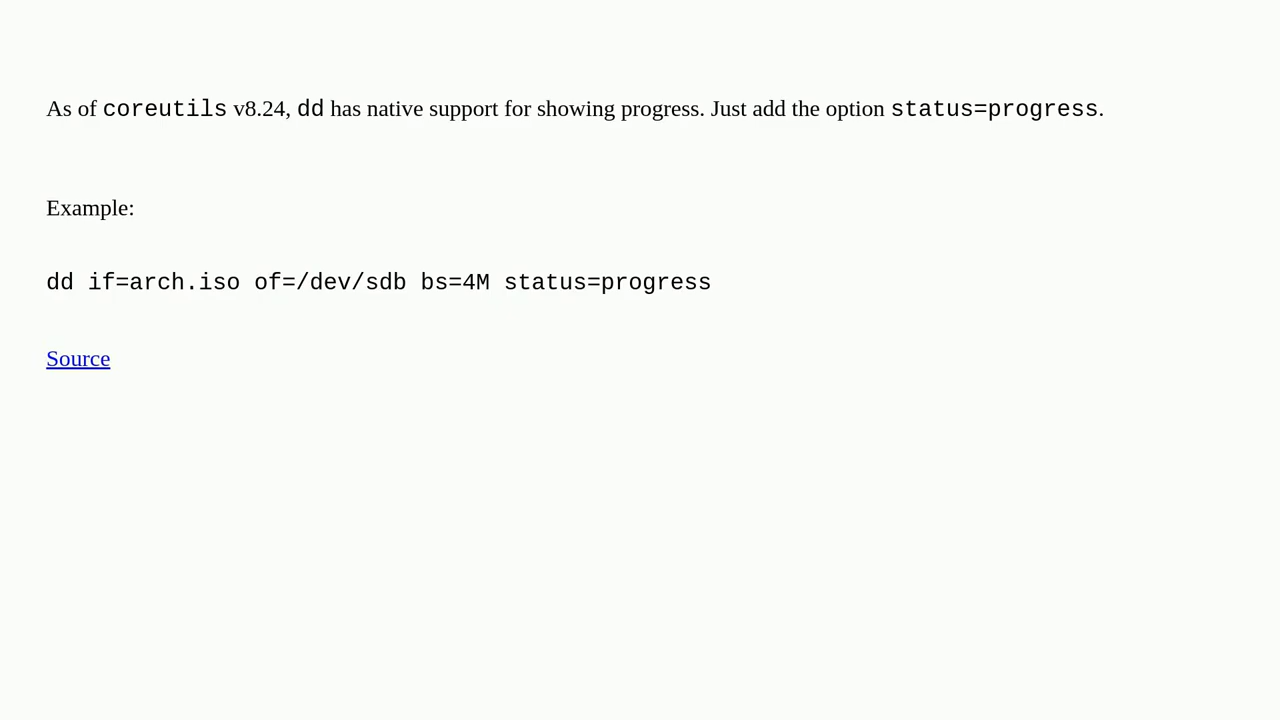 As of coreutils v8.24, dd has native support for showing progress. Just add the option status=progress.
Example:
dd if=arch.iso of=/dev/sdb bs=4M status=progress
Source